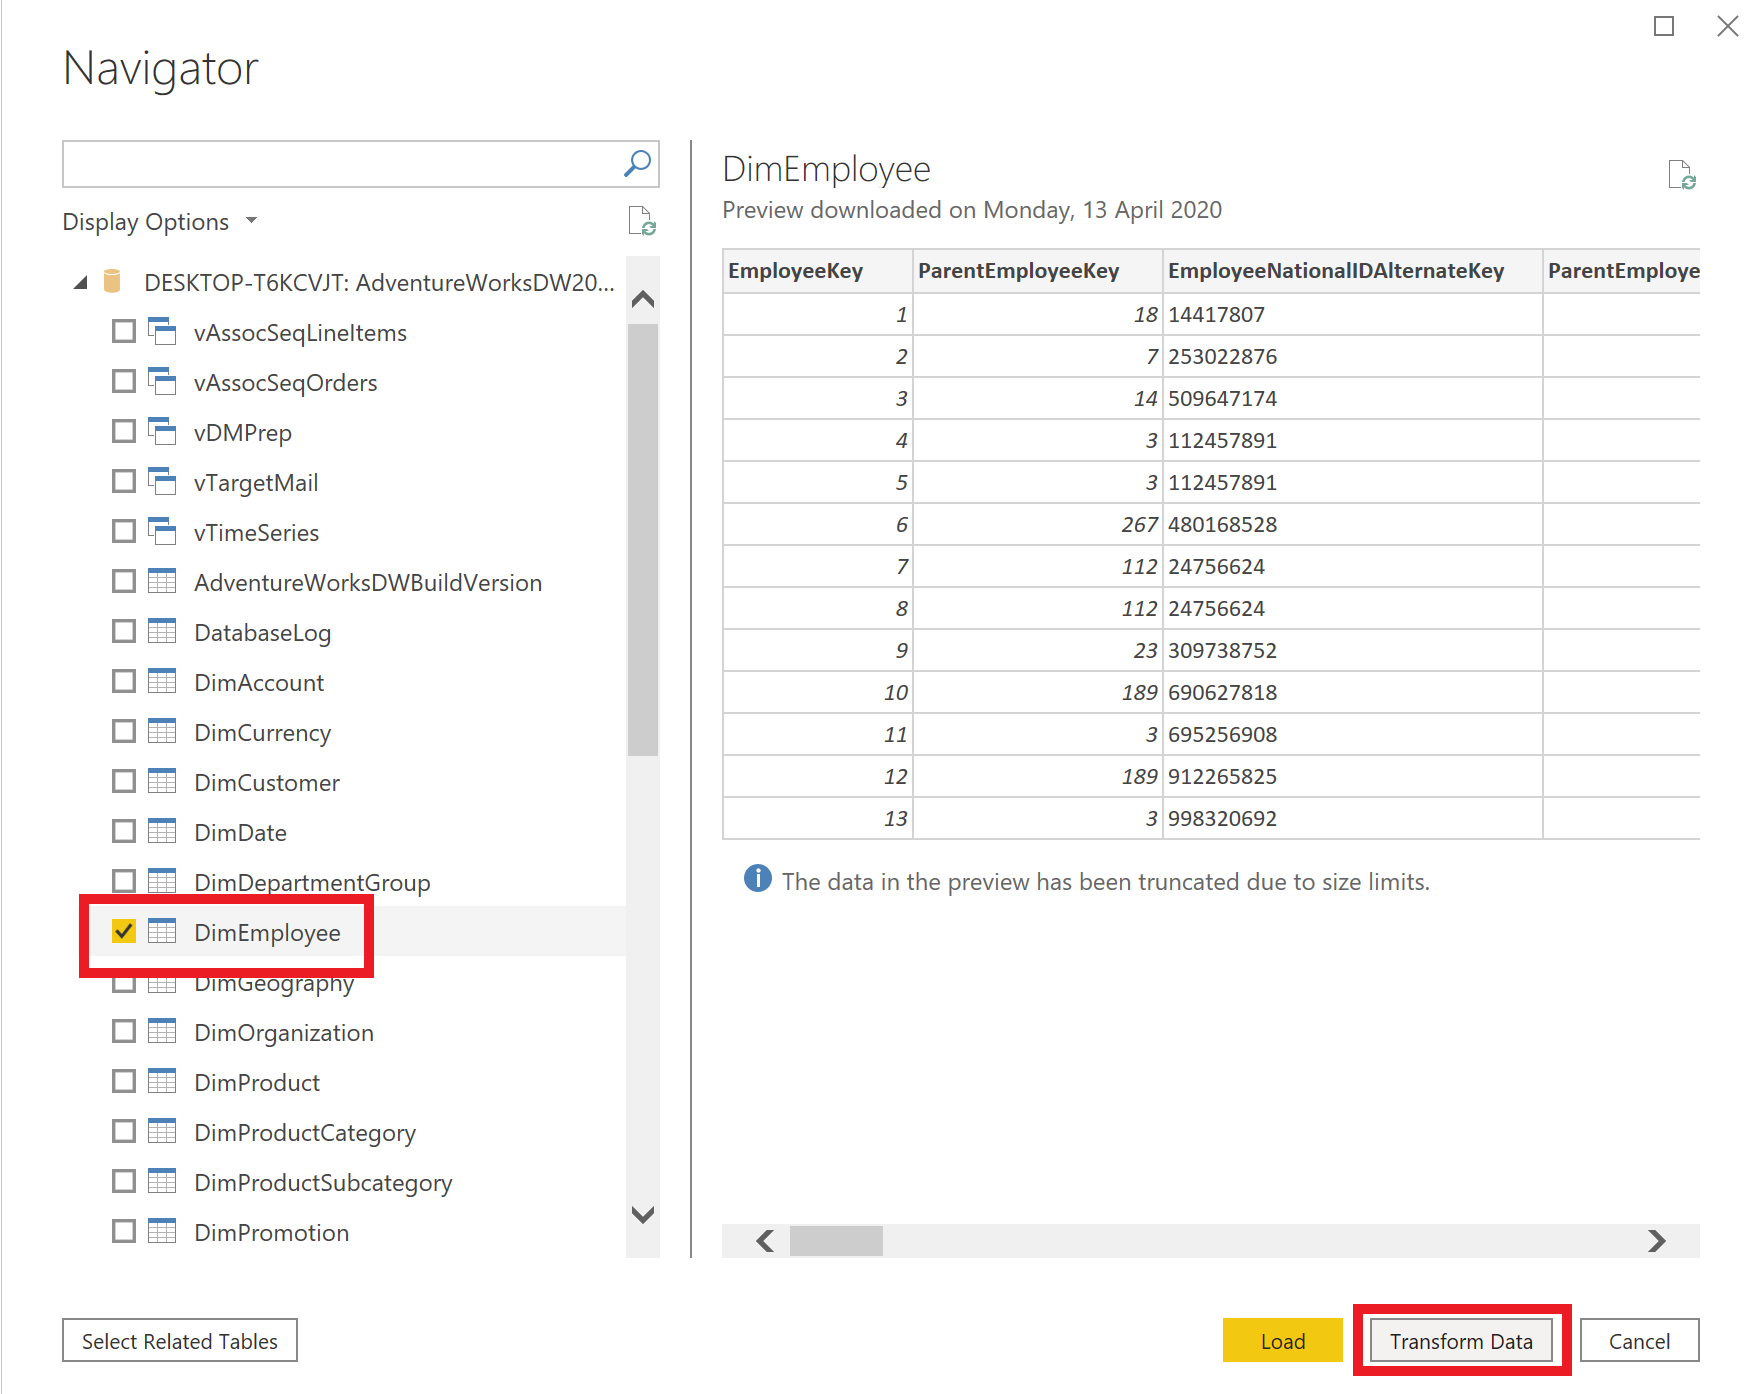 Navigator
Display Options
DESKTOP-T6KCVJT: AdventureWorksDW20...
vAssocSeqLineItems
vAssocSeqOrders
vDMPrep
vTargetMail
vTimeSeries
AdventureWorksDWBuildVersion
DatabaseLog
DimAccount
DimCurrency
DimCustomer
DimDate
DimDepartmentGroup
DimEmployee
DimGeography
DimOrganization
DimProduct
DimProductCategory
DimProductSubcategory
DimPromotion
Select Related Tables
DimEmployee
Preview downloaded on Monday, 13 April 2020
EmployeeKey ParentEmployeeKey EmployeeNationalIDAlternateKey ParentEmploye
1 18 14417807
2 7 253022876
3 14 509647174
4 3 112457891
5 3 112457891
6 267 480168528
7 112 24756624
8 112 24756624
9 23 309738752
10 189 690627818
11 3 695256908
12 189 912265825
13 3 998320692
The data in the preview has been truncated due to size limits.
Load Transform Data Cancel